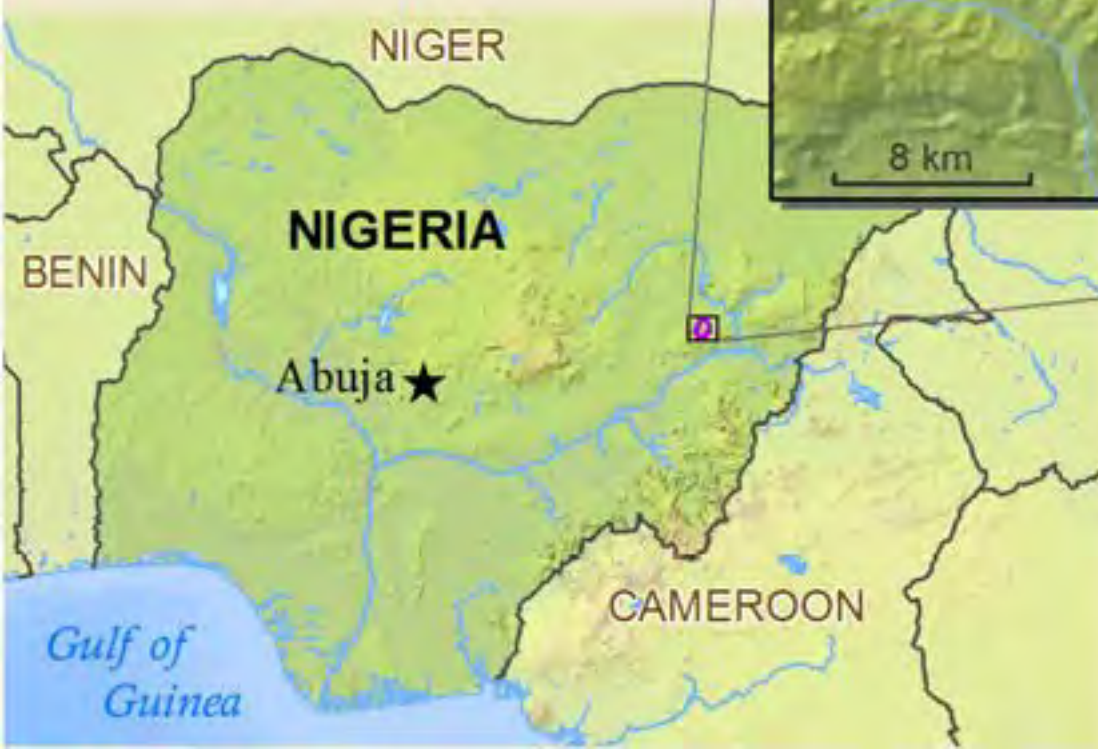 NIGER
8 km
NIGERIA
BENIN
Abuja
CAMEROON
Gulf of
Guinea